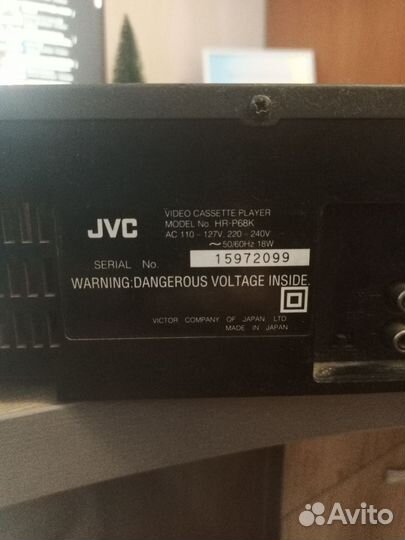 VIDEO CASSETTE PLAYER
MODEL No. HR-P68K
AC 110 – 127V, 220 – 240V
~50/60Hz 18W
JVC
SERIAL No. 15972099
WARNING:DANGEROUS VOLTAGE INSIDE.
VICTOR COMPANY OF JAPAN LTD.
MADE IN JAPAN
Avito